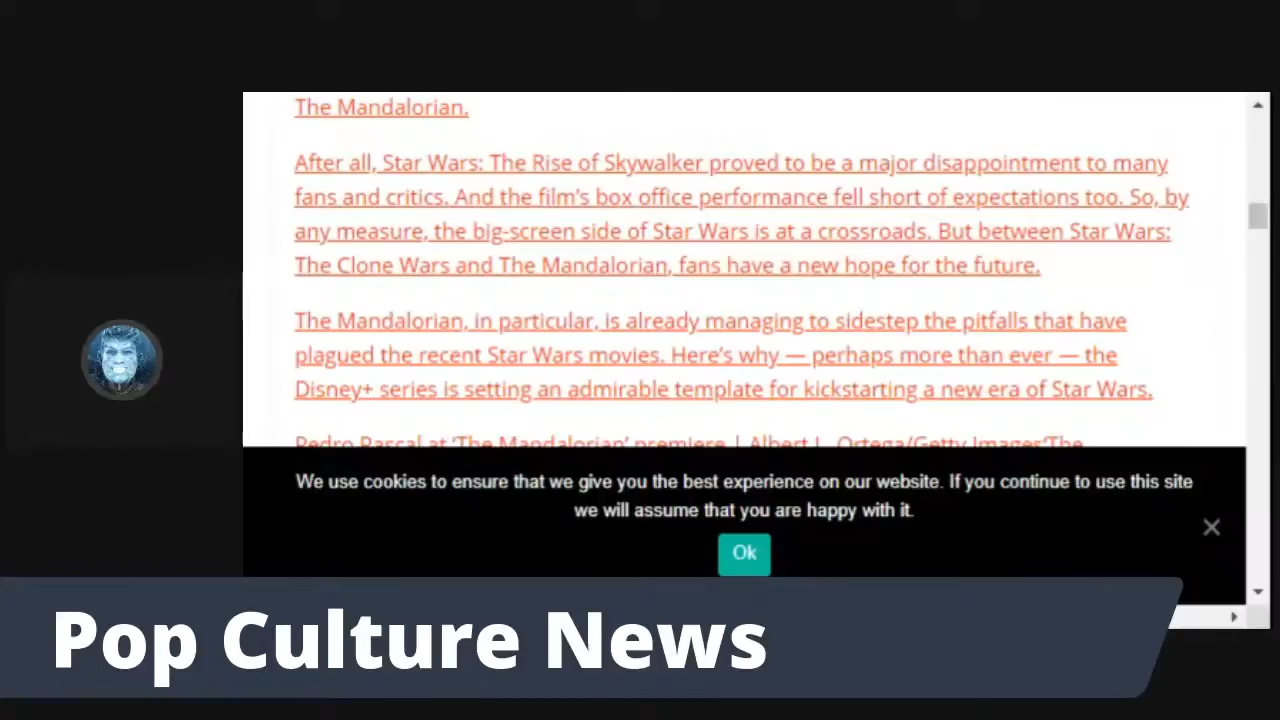 The Mandalorian.
After all, Star Wars: The Rise of Skywalker proved to be a major disappointment to many
fans and critics. And the film's box office performance fell short of expectations too. So, by
any measure, the big-screen side of Star Wars is at a crossroads. But between Star Wars:
The Clone Wars and The Mandalorian, fans have a new hope for the future.
The Mandalorian, in particular, is already managing to sidestep the pitfalls that have
plagued the recent Star Wars movies. Here's why — perhaps more than ever — the
Disney+ series is setting an admirable template for kickstarting a new era of Star Wars.
Pedro Pascal at 'The Mandalorian' premiere | Albert L. Ortega/Getty Images'The
We use cookies to ensure that we give you the best experience on our website. If you continue to use this site
we will assume that you are happy with it.
Ok
Pop Culture News